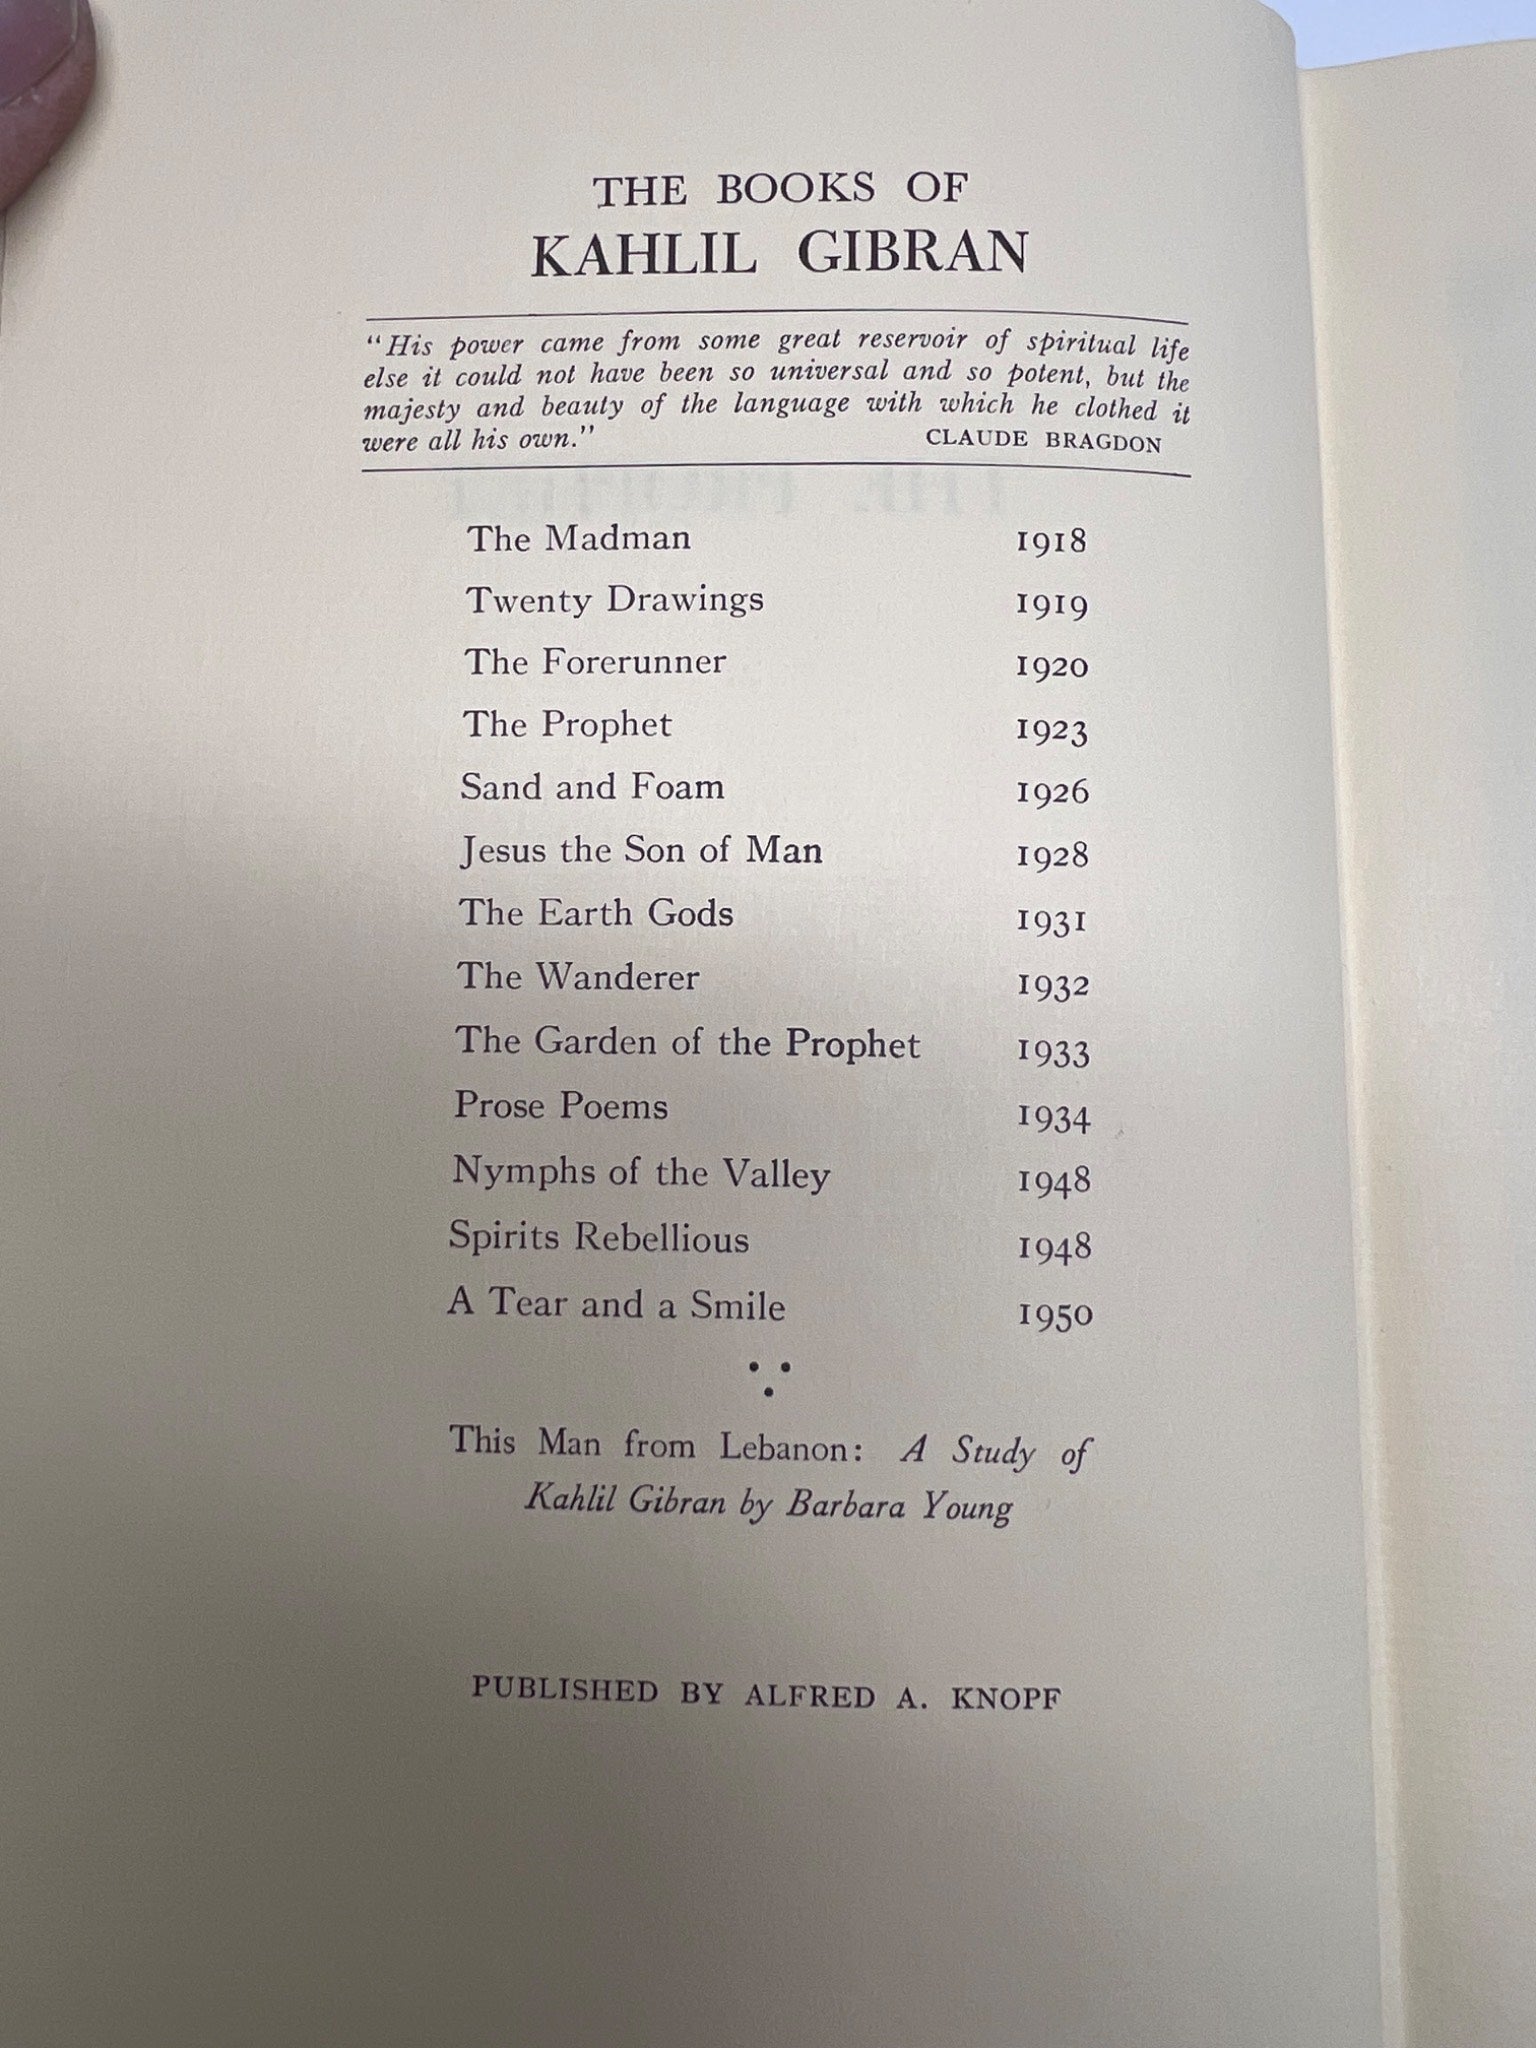 THE BOOKS OF
KAHLIL GIBRAN
"His power came from some great reservoir of spiritual life
else it could not have been so universal and so potent, but the
majesty and beauty of the language with which he clothed it
were all his own." CLAUDE BRAGDON
The Madman 1918
Twenty Drawings 1919
The Forerunner 1920
The Prophet 1923
Sand and Foam 1926
Jesus the Son of Man 1928
The Earth Gods 1931
The Wanderer 1932
The Garden of the Prophet 1933
Prose Poems 1934
Nymphs of the Valley 1948
Spirits Rebellious 1948
A Tear and a Smile 1950
This Man from Lebanon: A Study of
Kahlil Gibran by Barbara Young
PUBLISHED BY ALFRED A. KNOPF